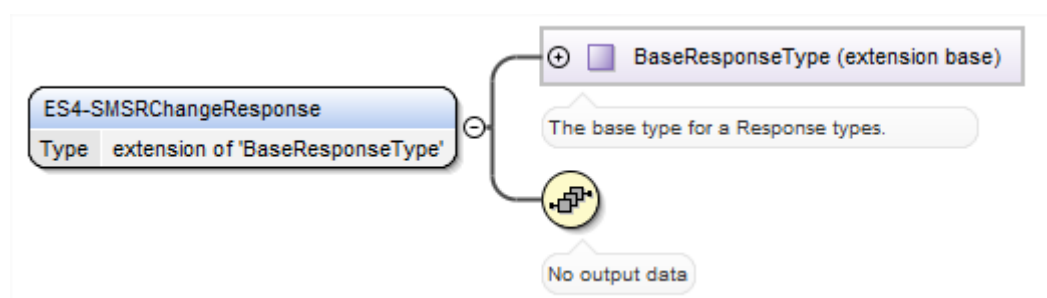 BaseResponseType (extension base)
ES4-SMSRChangeResponse
Type extension of 'BaseResponseType'
The base type for a Response types.
No output data